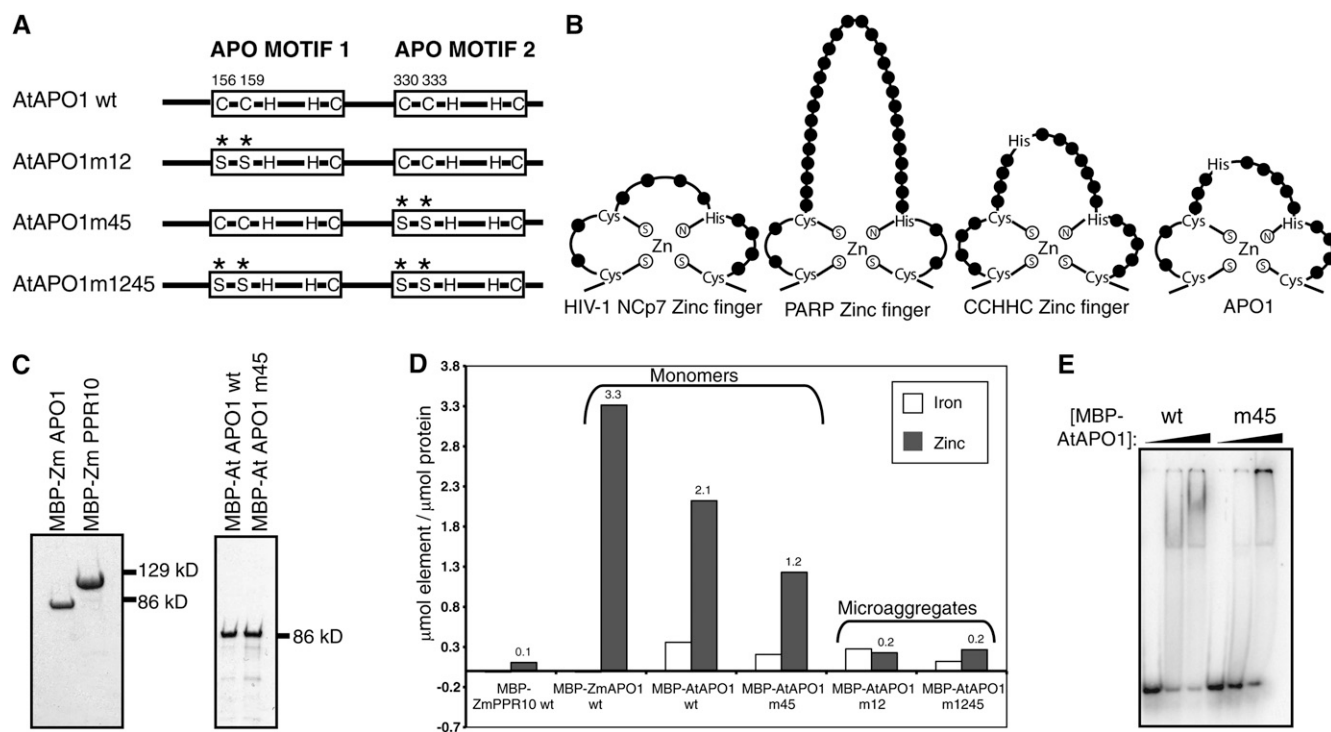 A
APO MOTIF 1 APO MOTIF 2
156 159 330 333
AtAPO1 wt C C H H C C C H H C
* *
AtAPO1m12 S S H H C C C H H C
* *
AtAPO1m45 C C H H C S S H H C
* * * *
AtAPO1m1245 S S H H C S S H H C
B
Cys His S N Zn S S Cys Cys
HIV-1 NCp7 Zinc finger
Cys His S N Zn S S Cys Cys
PARP Zinc finger
His
Cys His S N Zn S S Cys Cys
CCHHC Zinc finger
His
Cys His S N Zn S S Cys Cys
APO1
C
MBP-Zm APO1
MBP-Zm PPR10
129 kD
86 kD
MBP-At APO1 wt
MBP-At APO1 m45
86 kD
D
µmol element / µmol protein
3.8
3.3
2.8
2.3
1.8
1.3
0.8
0.3
-0.2
-0.7
Monomers
Iron
Zinc
Microaggregates
0.1 3.3 2.1 1.2 0.2 0.2
MBP-ZmPPR10 wt
MBP-ZmAPO1 wt
MBP-AtAPO1 wt
MBP-AtAPO1 m45
MBP-AtAPO1 m12
MBP-AtAPO1 m1245
E
[MBP-AtAPO1]:
wt m45